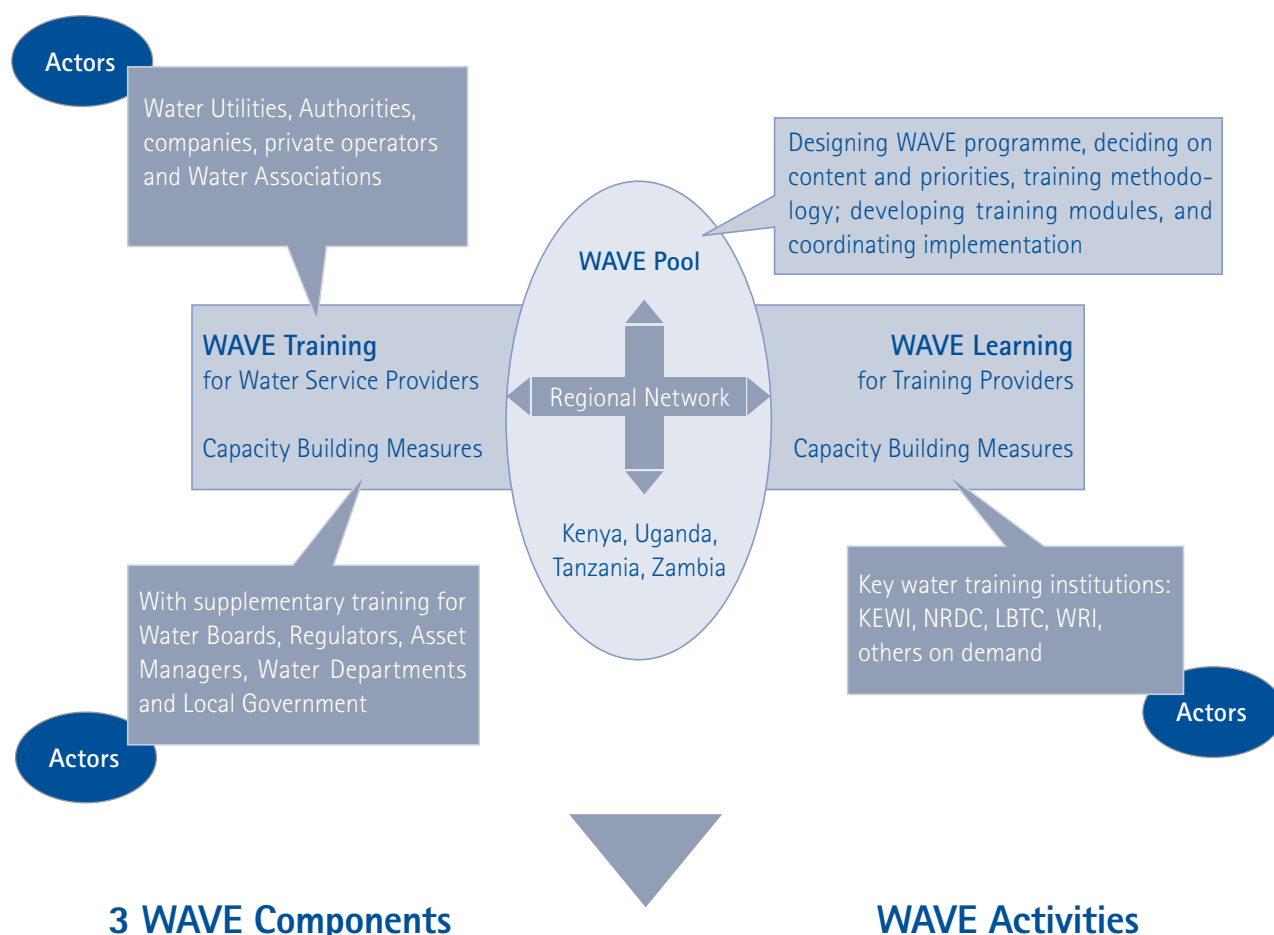 Actors
Water Utilities, Authorities,
companies, private operators
and Water Associations
Designing WAVE programme, deciding on
content and priorities, training methodo-
logy; developing training modules, and
coordinating implementation
WAVE Pool
WAVE Training
for Water Service Providers
Capacity Building Measures
Regional Network
WAVE Learning
for Training Providers
Capacity Building Measures
Kenya, Uganda,
Tanzania, Zambia
With supplementary training for
Water Boards, Regulators, Asset
Managers, Water Departments
and Local Government
Actors
Key water training institutions:
KEWI, NRDC, LBTC, WRI,
others on demand
Actors
3 WAVE Components
WAVE Activities